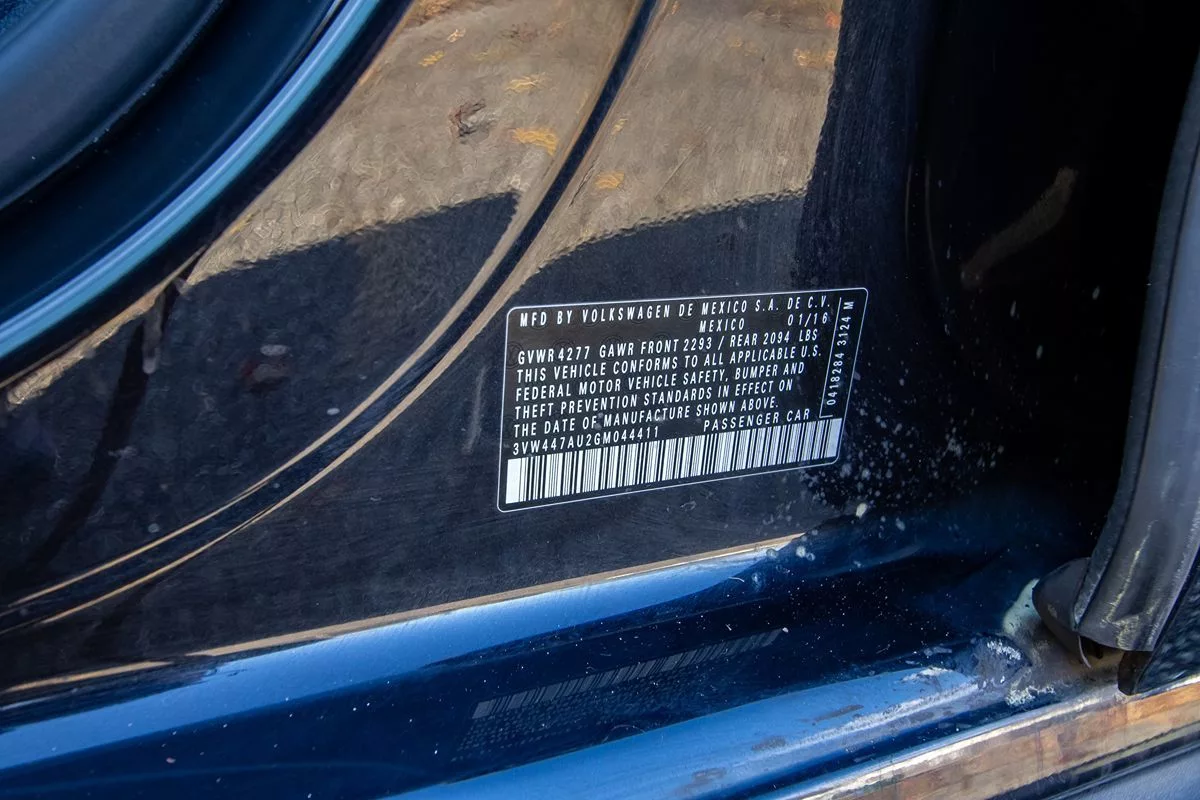 MFD BY VOLKSWAGEN DE MEXICO S.A. DE C.V.
MEXICO 01/16
GVWR 4277 GAWR FRONT 2293 / REAR 2094 LBS
THIS VEHICLE CONFORMS TO ALL APPLICABLE U.S.
FEDERAL MOTOR VEHICLE SAFETY, BUMPER AND
THEFT PREVENTION STANDARDS IN EFFECT ON
THE DATE OF MANUFACTURE SHOWN ABOVE.
3VW447AU2GM044411 PASSENGER CAR
0418284 3124 M